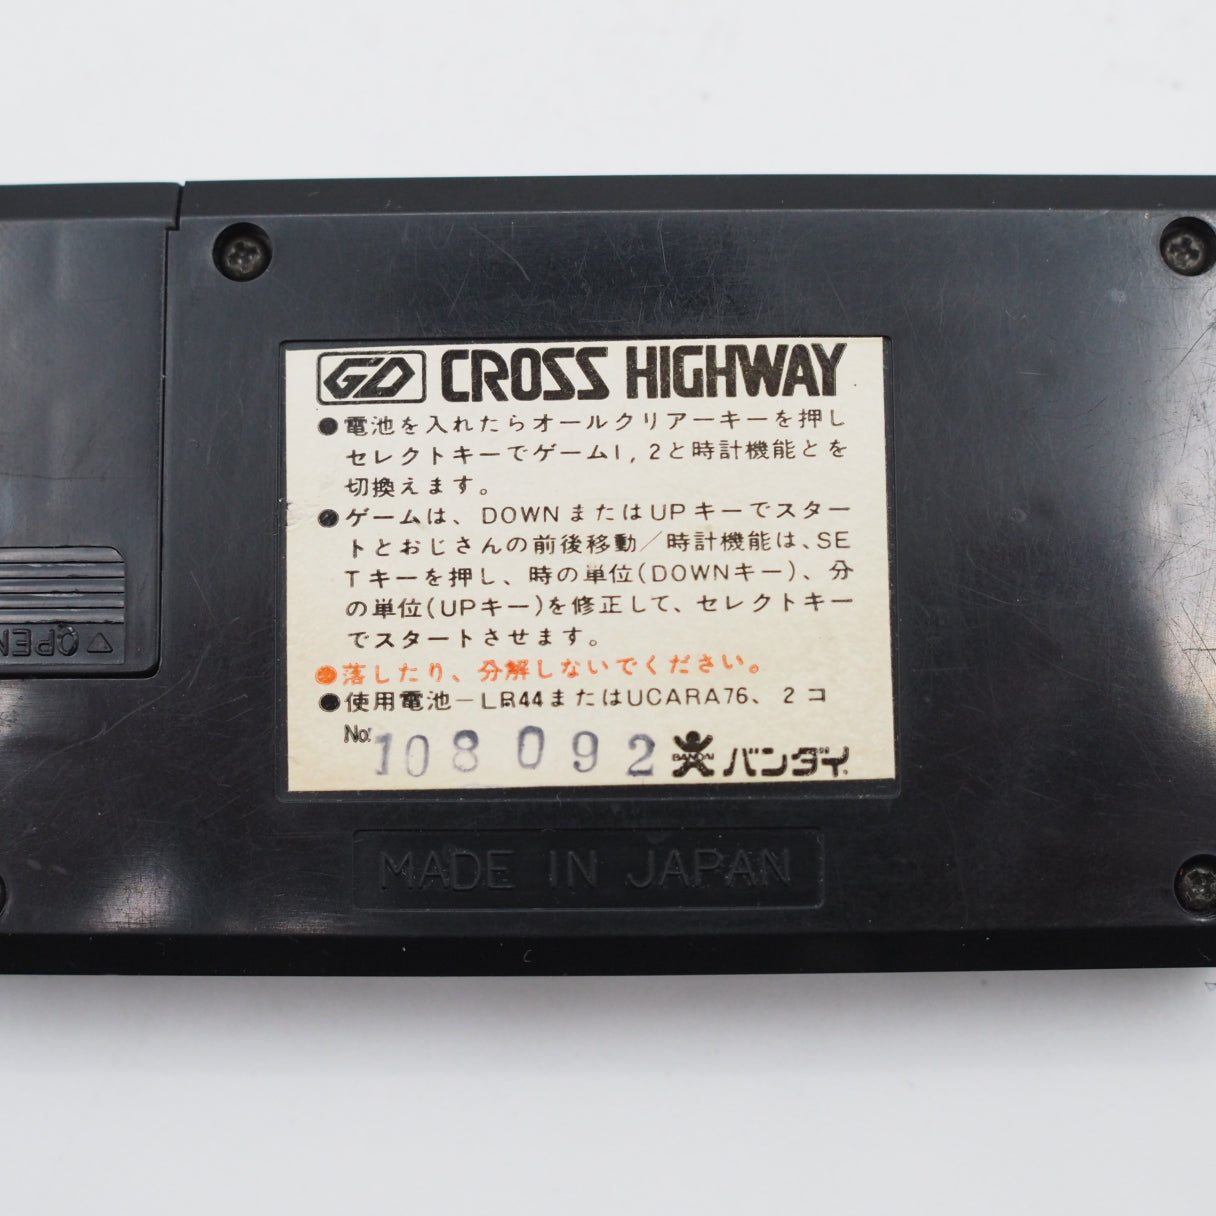 GD CROSS HIGHWAY
●電池を入れたらオールクリアーキーを押し
セレクトキーでゲーム1, 2と時計機能とを
切換えます。
●ゲームは、DOWNまたはUPキーでスター
トとおじさんの前後移動/時計機能は、SE
Tキーを押し、時の単位(DOWNキー)、分
の単位(UPキー)を修正して、セレクトキー
でスタートさせます。
●落したり、分解しないでください。
●使用電池－LR44またはUCARA76、2コ
No. 108 092 BANDAI バンダイ
MADE IN JAPAN
△OPEN